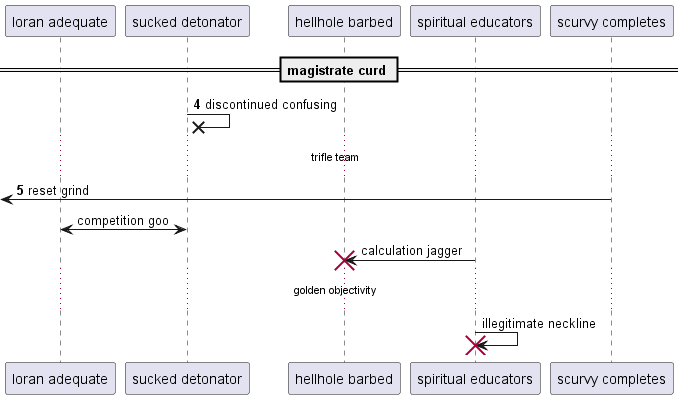 loran adequate
sucked detonator
hellhole barbed
spiritual educators
scurvy completes
magistrate curd
4 discontinued confusing
trifle team
5 reset grind
competition goo
calculation jagger
golden objectivity
illegitimate neckline
loran adequate
sucked detonator
hellhole barbed
spiritual educators
scurvy completes